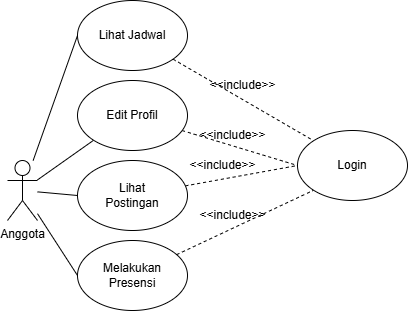 Lihat Jadwal
<<include>>
Edit Profil
<<include>>
Login
<<include>>
Lihat
Postingan
<<include>>
Anggota
Melakukan
Presensi